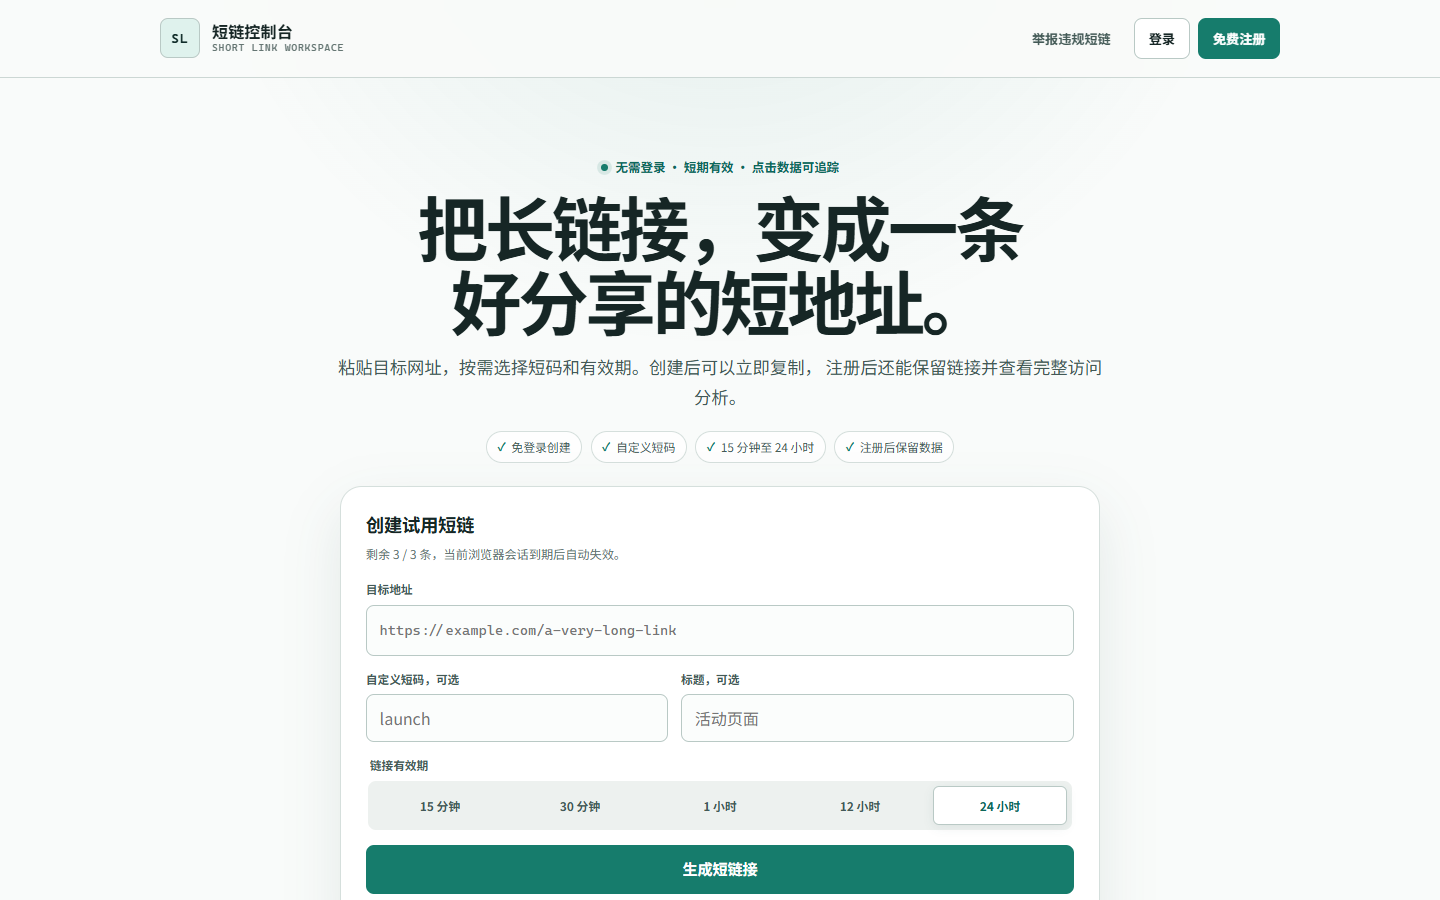 SL
短链控制台
SHORT LINK WORKSPACE
举报违规短链
登录
免费注册
无需登录 • 短期有效 • 点击数据可追踪
把长链接，变成一条
好分享的短地址。
粘贴目标网址，按需选择短码和有效期。创建后可以立即复制， 注册后还能保留链接并查看完整访问
分析。
✓ 免登录创建
✓ 自定义短码
✓ 15 分钟至 24 小时
✓ 注册后保留数据
创建试用短链
剩余 3 / 3 条，当前浏览器会话到期后自动失效。
目标地址
https://example.com/a-very-long-link
自定义短码，可选
标题，可选
launch
活动页面
链接有效期
15 分钟
30 分钟
1 小时
12 小时
24 小时
生成短链接